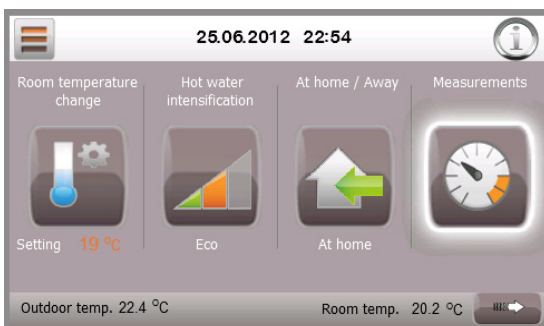 25.06.2012 22:54
Room temperature change
Hot water intensification
At home / Away
Measurements
Setting 19 °C
Eco
At home
Outdoor temp. 22.4 °C
Room temp. 20.2 °C